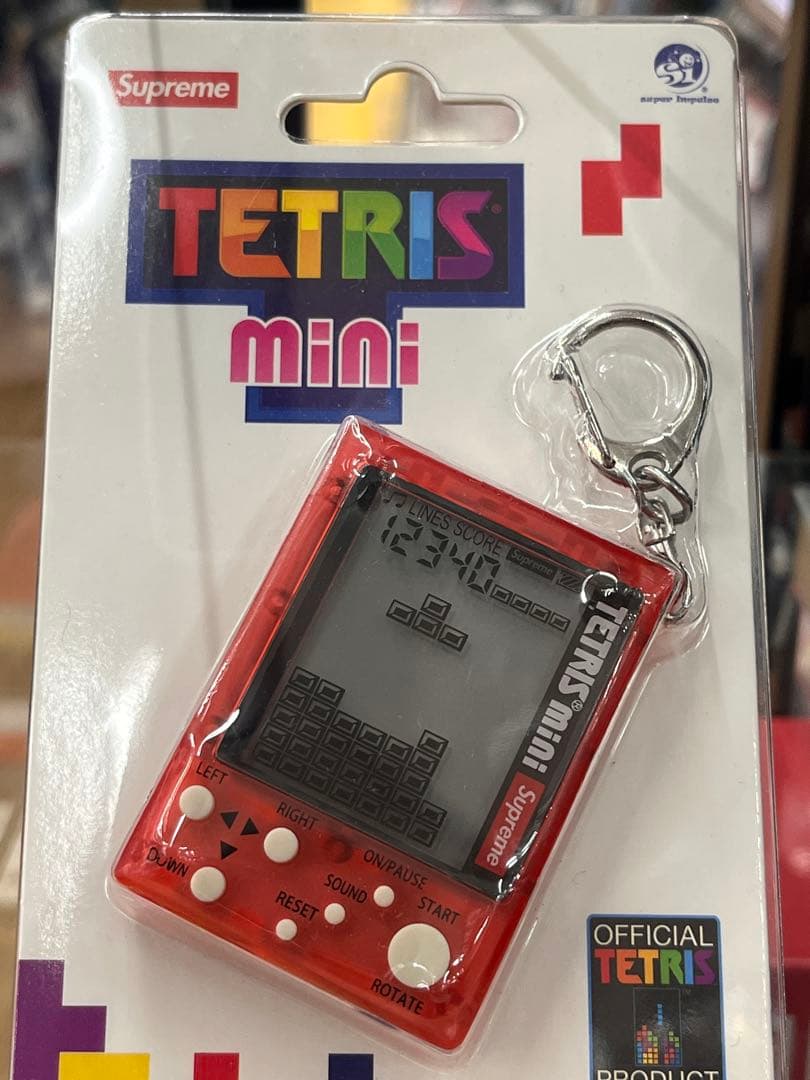 Supreme
super impulse
TETRIS®
mini
LINES SCORE
12340
Supreme
TETRIS® mini
Supreme
LEFT
RIGHT
DOWN
ON/PAUSE
SOUND
START
RESET
ROTATE
OFFICIAL
TETRIS
PRODUCT